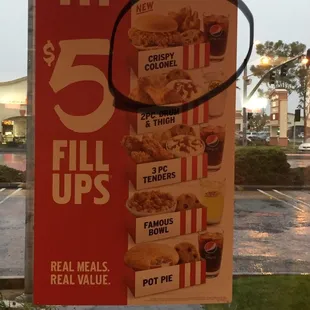 $5
FILL
UPS
REAL MEALS.
REAL VALUE.
NEW
CRISPY
COLONEL
2PC. DRUM
& THIGH
3 PC
TENDERS
FAMOUS
BOWL
POT PIE